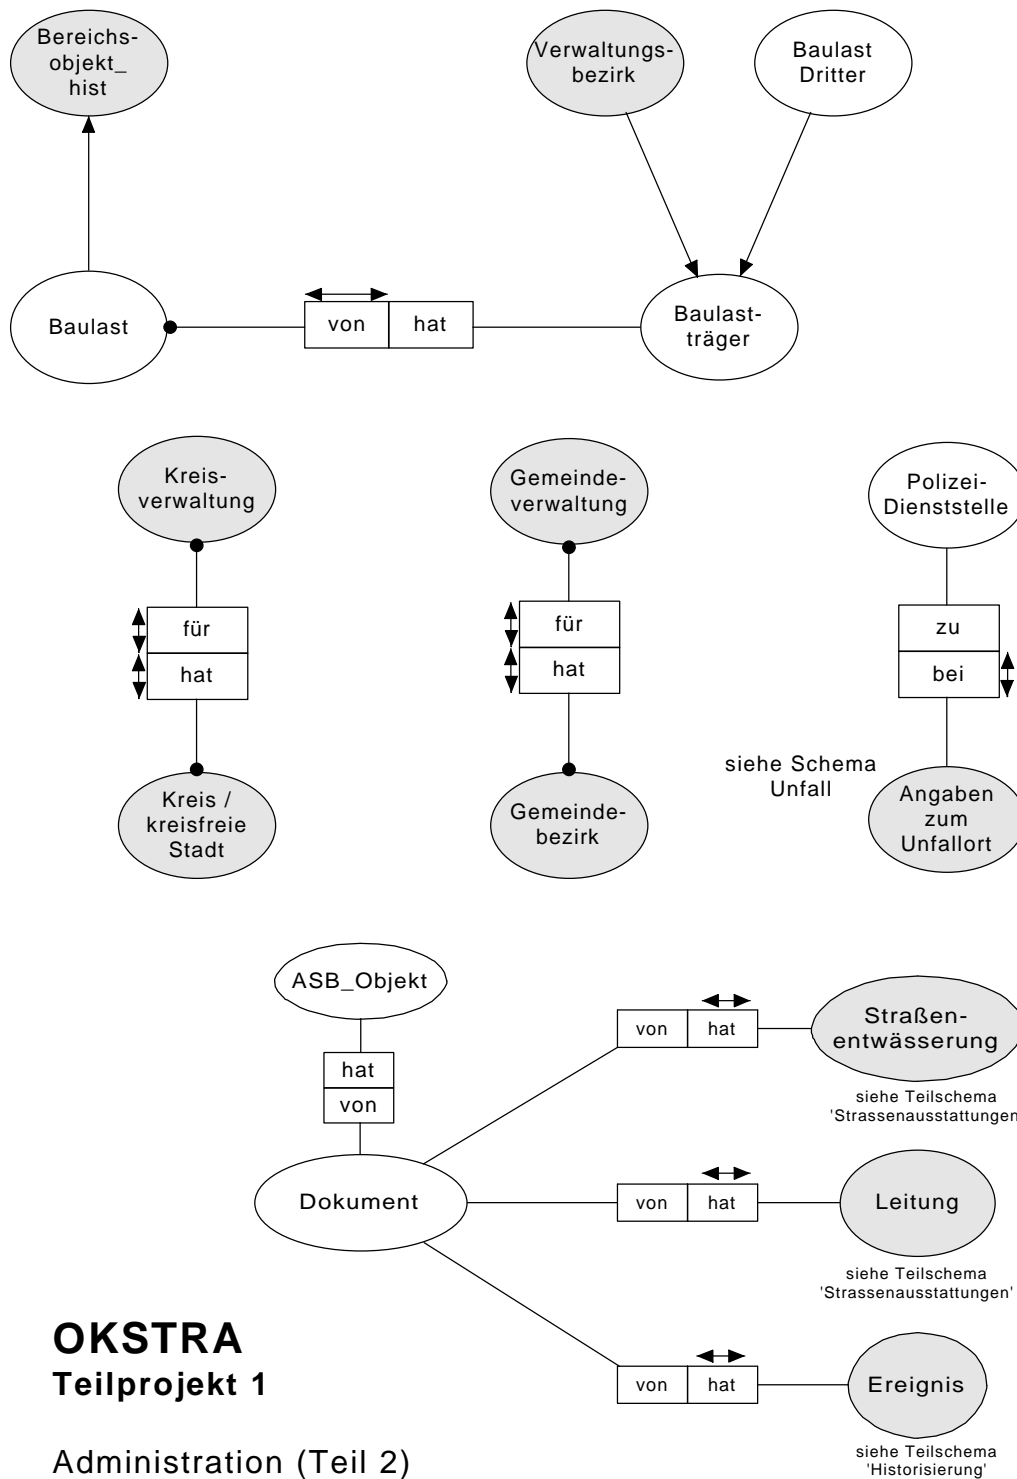 Bereichs-
objekt_
hist
Verwaltungs-
bezirk
Baulast
Dritter
Baulast
von
hat
Baulast-
träger
Kreis-
verwaltung
Gemeinde-
verwaltung
Polizei-
Dienststelle
für
hat
für
hat
zu
bei
siehe Schema
Unfall
Kreis /
kreisfreie
Stadt
Gemeinde-
bezirk
Angaben
zum
Unfallort
ASB_Objekt
hat
von
von
hat
Straßen-
entwässerung
siehe Teilschema
'Strassenausstattungen
Dokument
von
hat
Leitung
siehe Teilschema
'Strassenausstattungen'
von
hat
Ereignis
siehe Teilschema
'Historisierung'
OKSTRA
Teilprojekt 1
Administration (Teil 2)